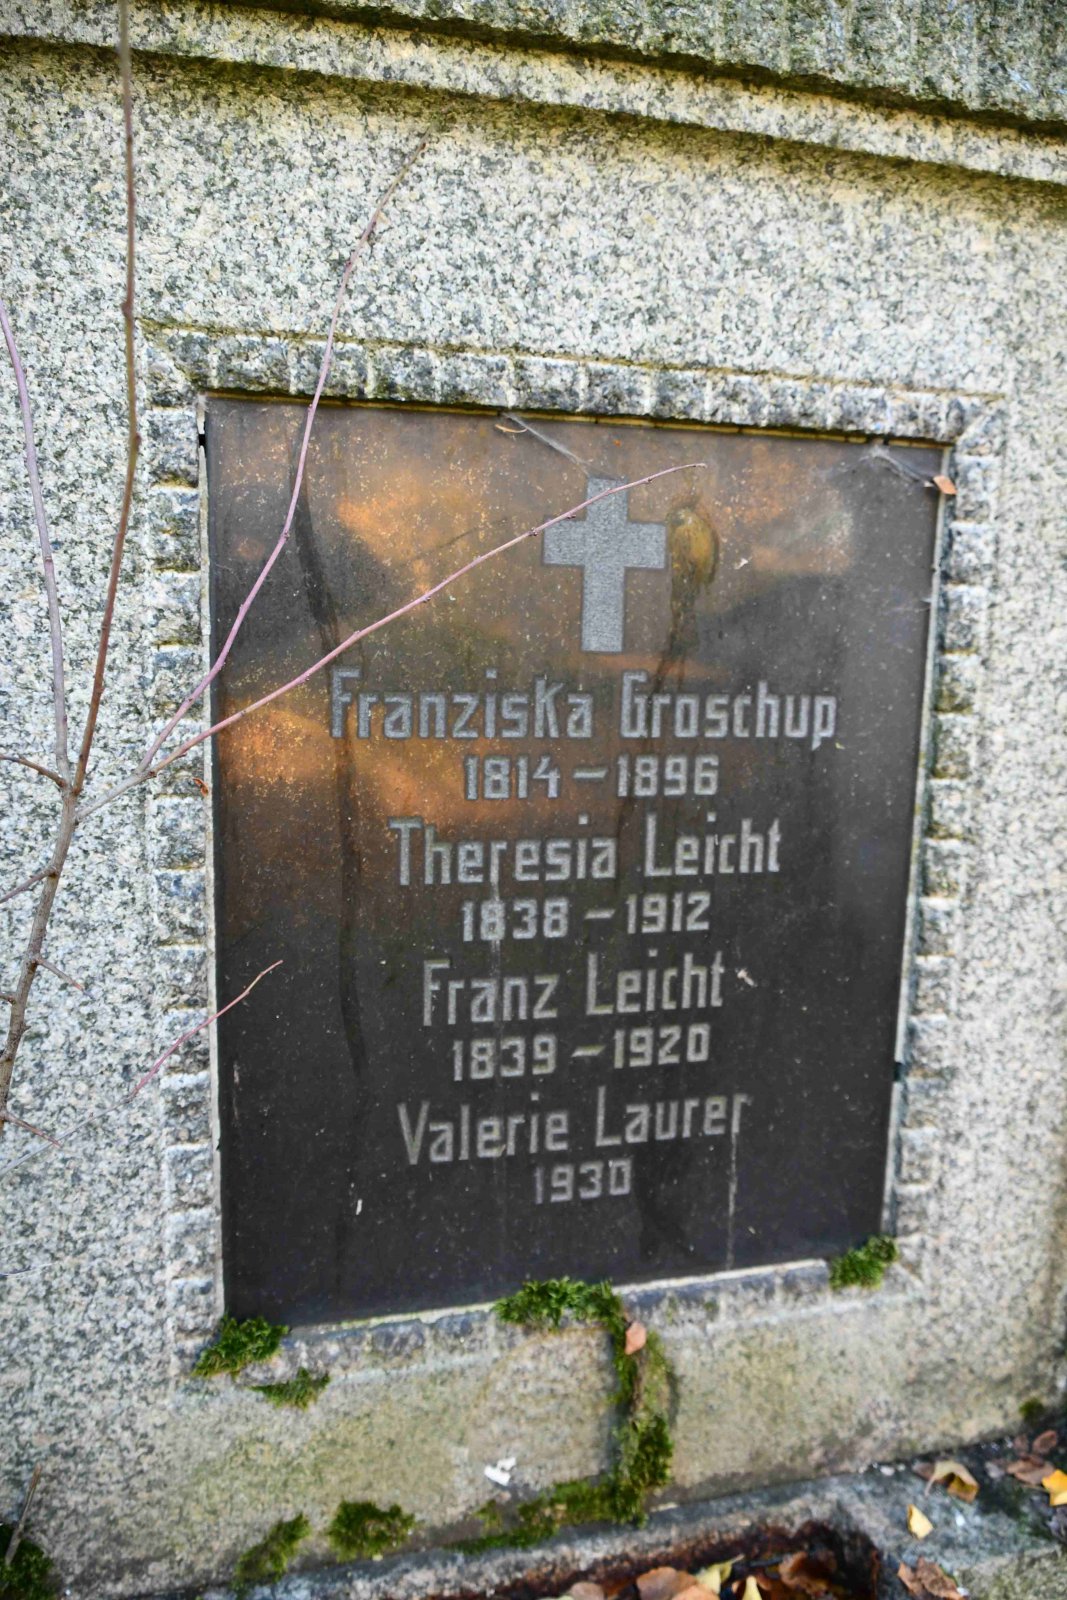 Franziska Groschup
1814 – 1896
Theresia Leicht
1838 – 1912
Franz Leicht
1839 – 1920
Valerie Laurer
1930